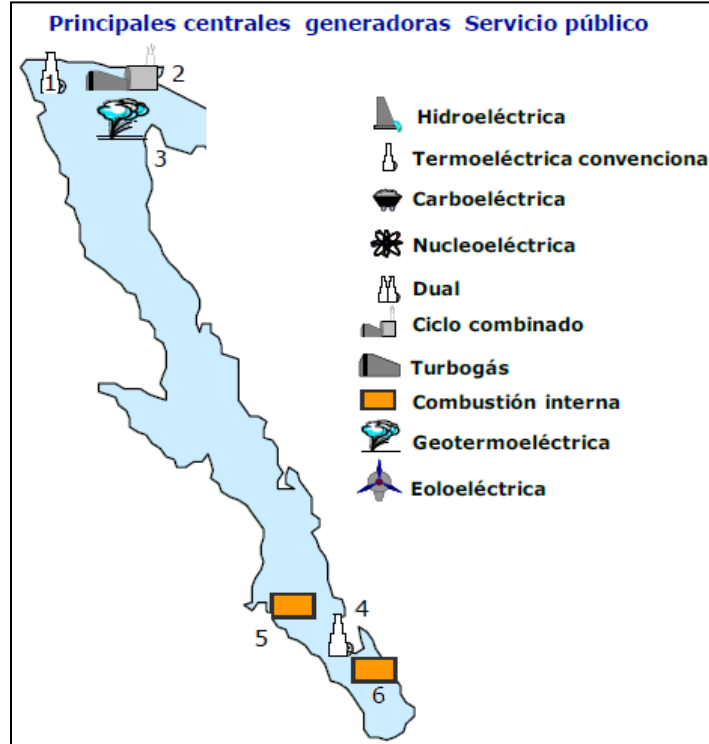 Principales centrales generadoras Servicio público
1
2
3
Hidroeléctrica
Termoeléctrica convenciona
Carboeléctrica
Nucleoeléctrica
Dual
Ciclo combinado
Turbogás
Combustión interna
Geotermoeléctrica
Eoloeléctrica
4
5
6